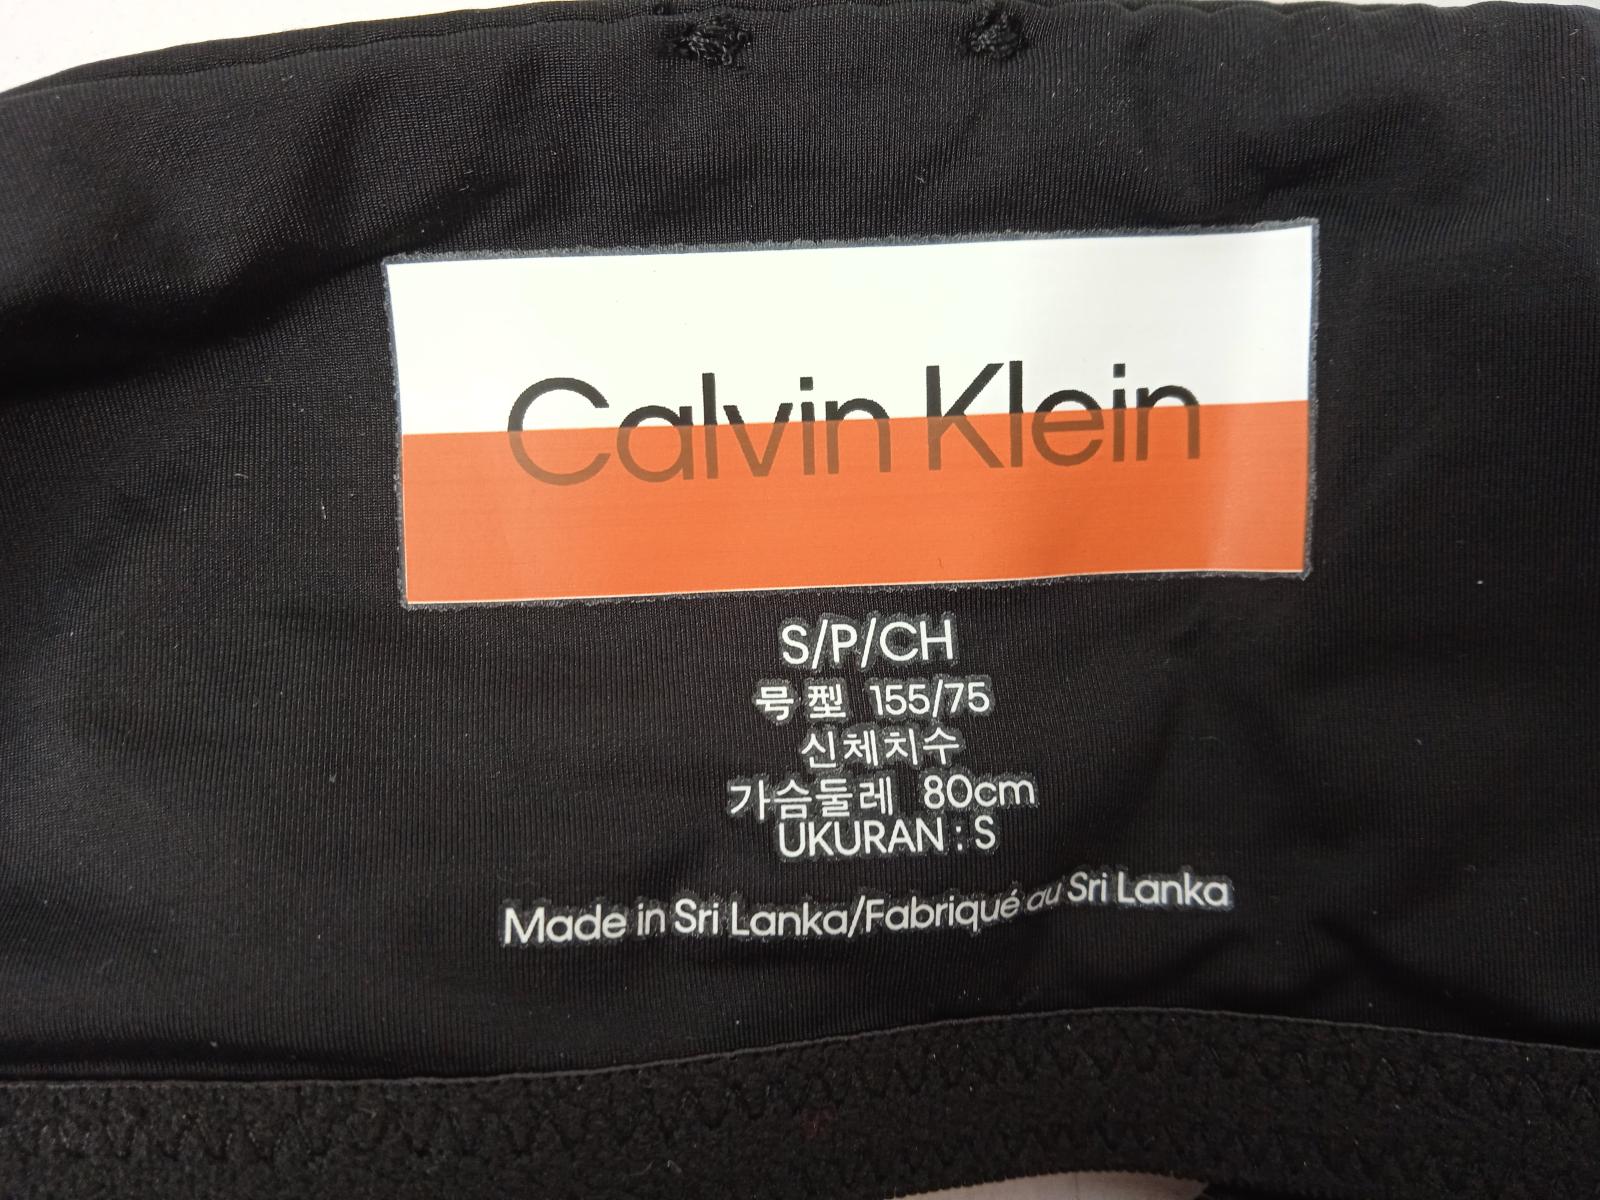 Calvin Klein
S/P/CH
号型 155/75
신체치수
가슴둘레 80cm
UKURAN : S
Made in Sri Lanka/Fabriqué au Sri Lanka